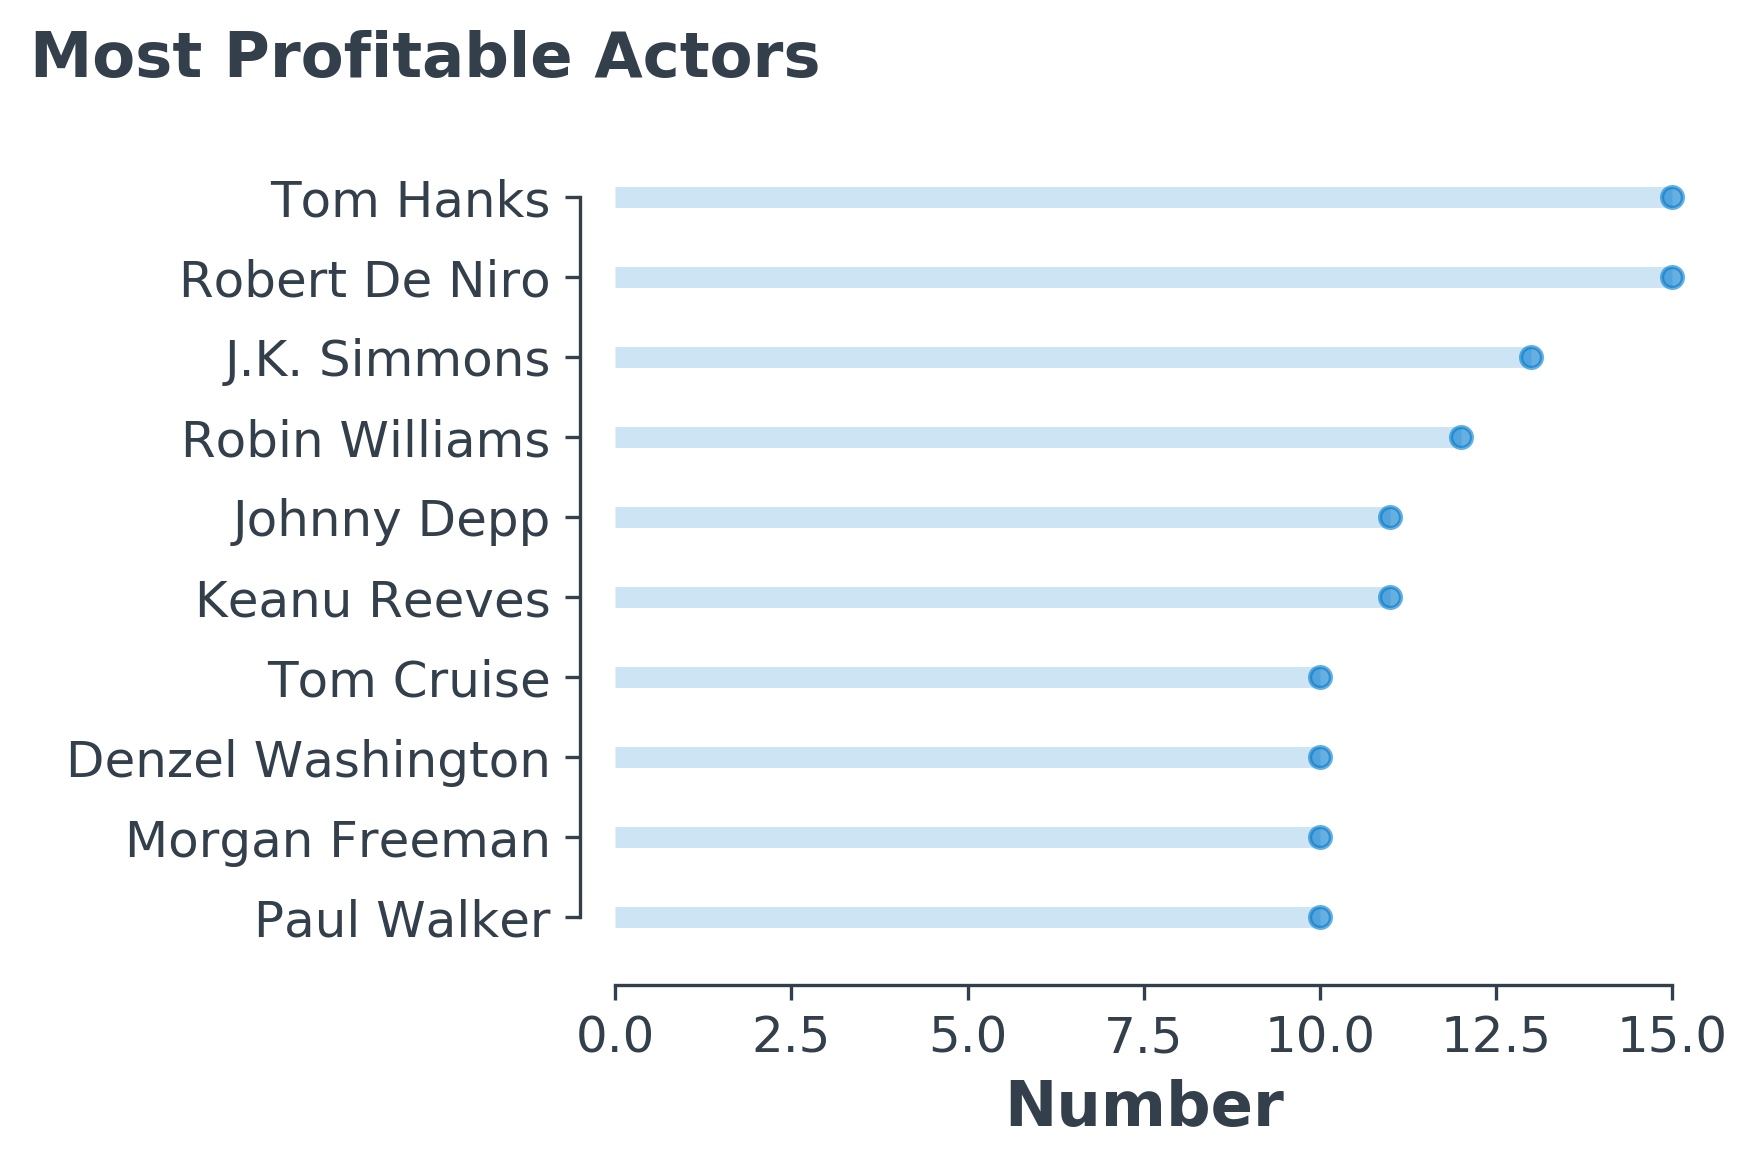 Most Profitable Actors
Tom Hanks
Robert De Niro
J.K. Simmons
Robin Williams
Johnny Depp
Keanu Reeves
Tom Cruise
Denzel Washington
Morgan Freeman
Paul Walker
0.0 2.5 5.0 7.5 10.0 12.5 15.0
Number